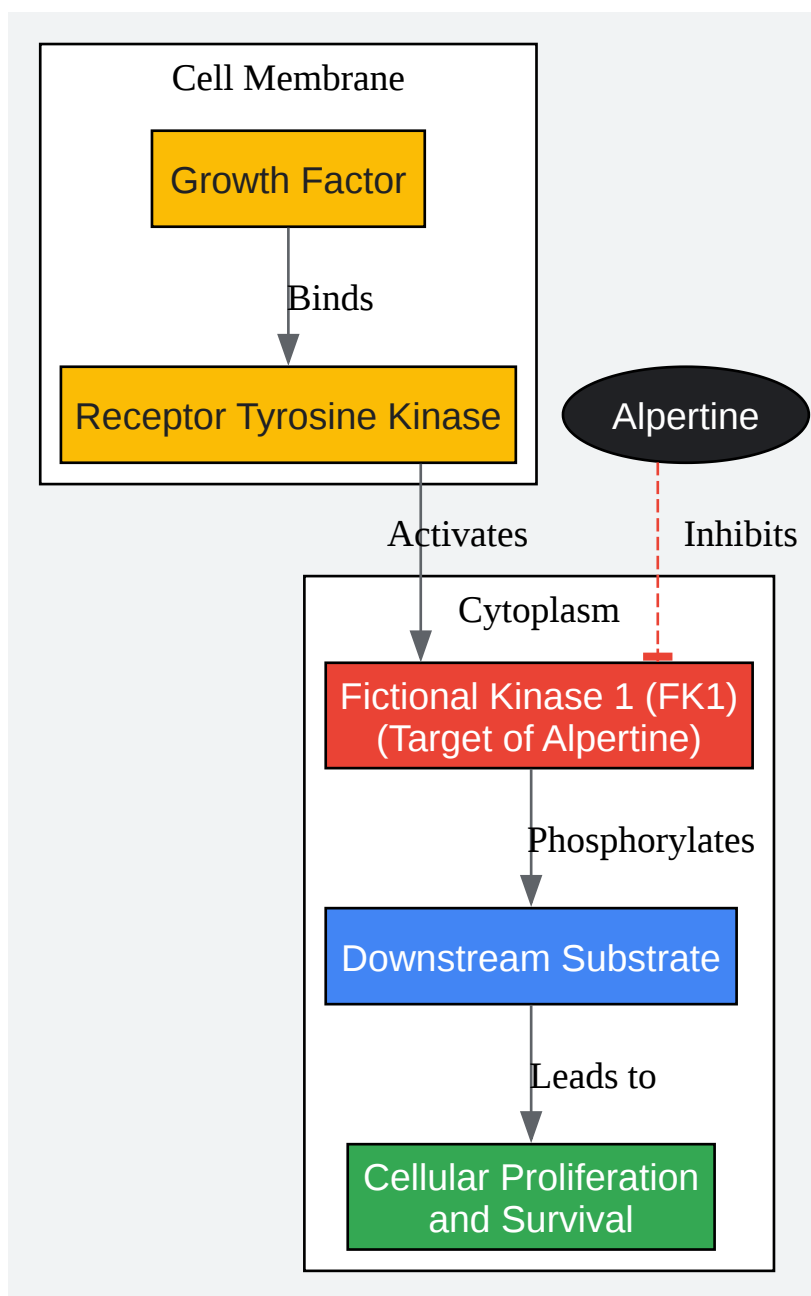 Cell Membrane
Growth Factor
Binds
Receptor Tyrosine Kinase
Alpertine
Activates
Inhibits
Cytoplasm
Fictional Kinase 1 (FK1)
(Target of Alpertine)
Phosphorylates
Downstream Substrate
Leads to
Cellular Proliferation
and Survival